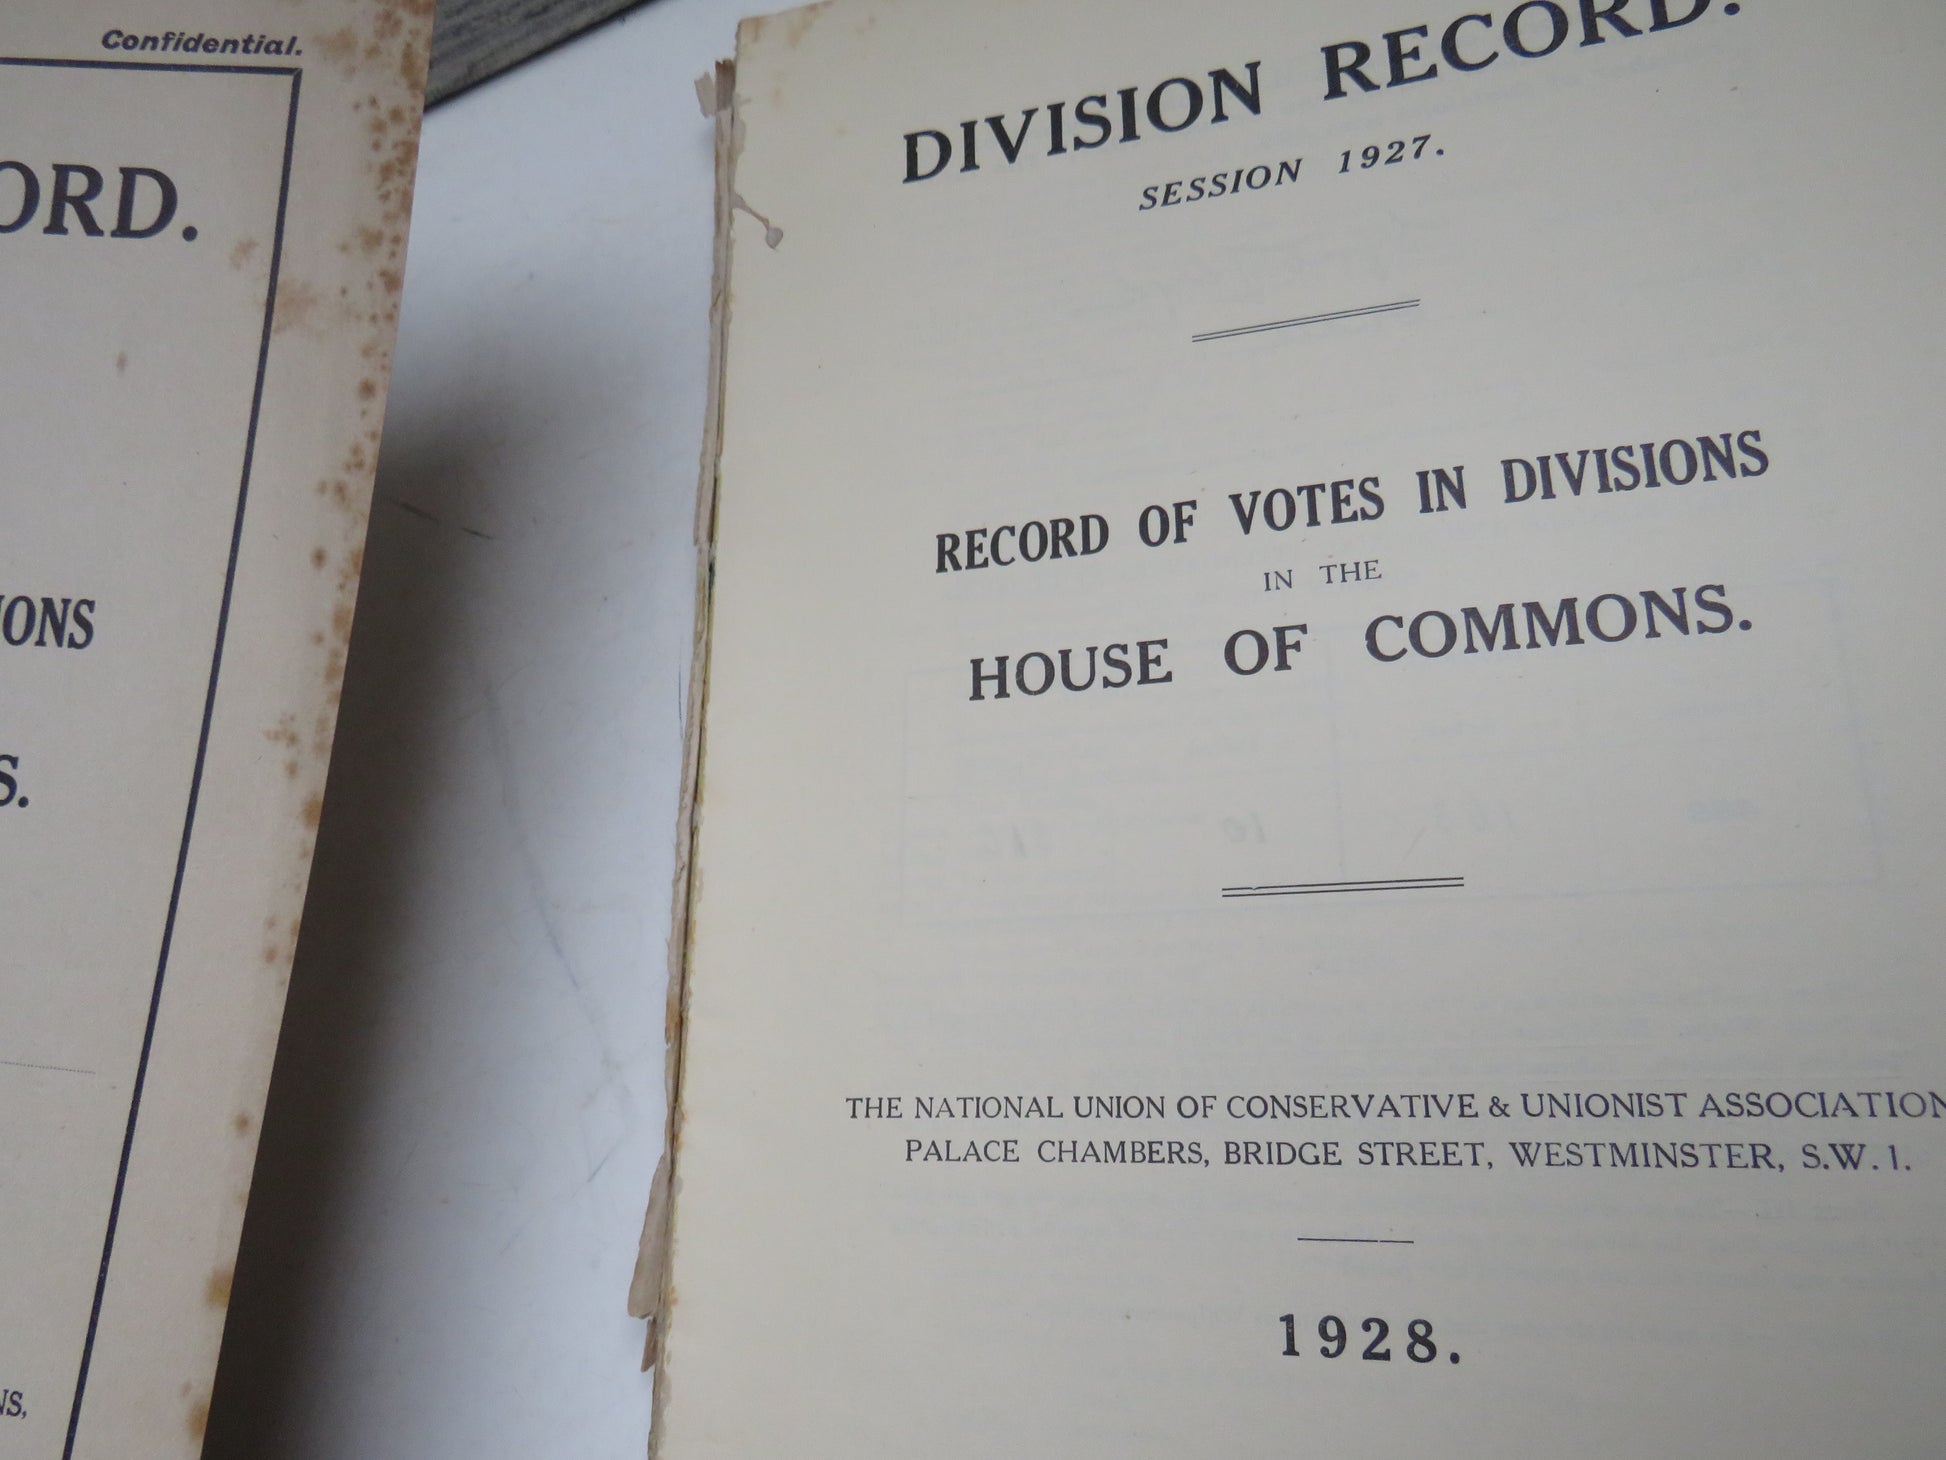 Confidential.
ORD.
IONS
S.
NS,
DIVISION RECORD.
SESSION 1927.
RECORD OF VOTES IN DIVISIONS
IN THE
HOUSE OF COMMONS.
THE NATIONAL UNION OF CONSERVATIVE & UNIONIST ASSOCIATION
PALACE CHAMBERS, BRIDGE STREET, WESTMINSTER, S.W.1.
1928.